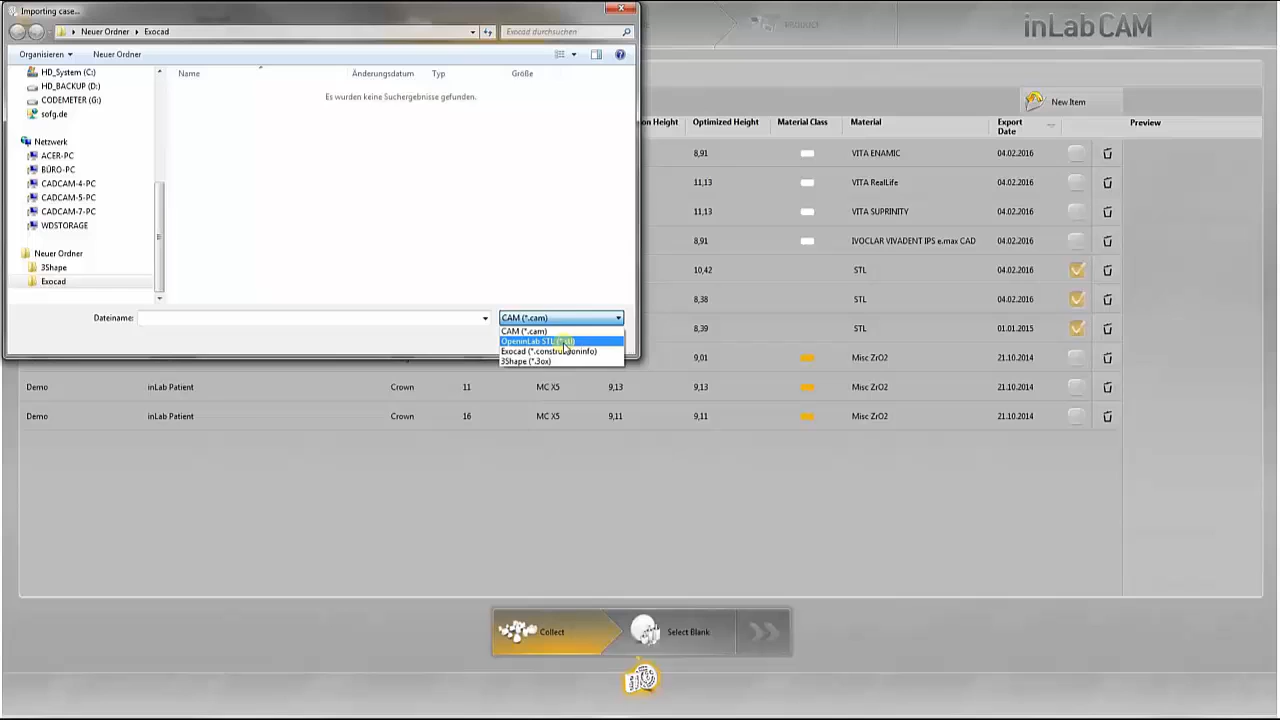 Importing case...
Neuer Ordner Exocad
Exocad durchsuchen
PRODUCE
inLab CAM
Organisieren Neuer Ordner
HD_System (C:)
HD_BACKUP (D:)
CODEMETER (G:)
sofg.de
Netzwerk
ACER-PC
BÜRO-PC
CADCAM-4-PC
CADCAM-5-PC
CADCAM-7-PC
WDSTORAGE
Neuer Ordner
3Shape
Exocad
Name Änderungsdatum Typ Größe
Es wurden keine Suchergebnisse gefunden.
Dateiname:
CAM (*.cam)
CAM (*.cam)
OpeninLab STL
Exocad
3Shape (*.3ox)
New Item
Height Optimized Height Material Class Material Export Date Preview
8,91 VITA ENAMIC 04.02.2016
11,13 VITA RealLife 04.02.2016
11,13 VITA SUPRINITY 04.02.2016
8,91 IVOCLAR VIVADENT IPS e.max CAD 04.02.2016
10,42 STL 04.02.2016
8,38 STL 04.02.2016
8,39 STL 01.01.2015
9,01 Misc ZrO2 21.10.2014
Demo inLab Patient Crown 11 MC X5 9,13 9,13 Misc ZrO2 21.10.2014
Demo inLab Patient Crown 16 MC X5 9,11 9,11 Misc ZrO2 21.10.2014
Collect
Select Blank